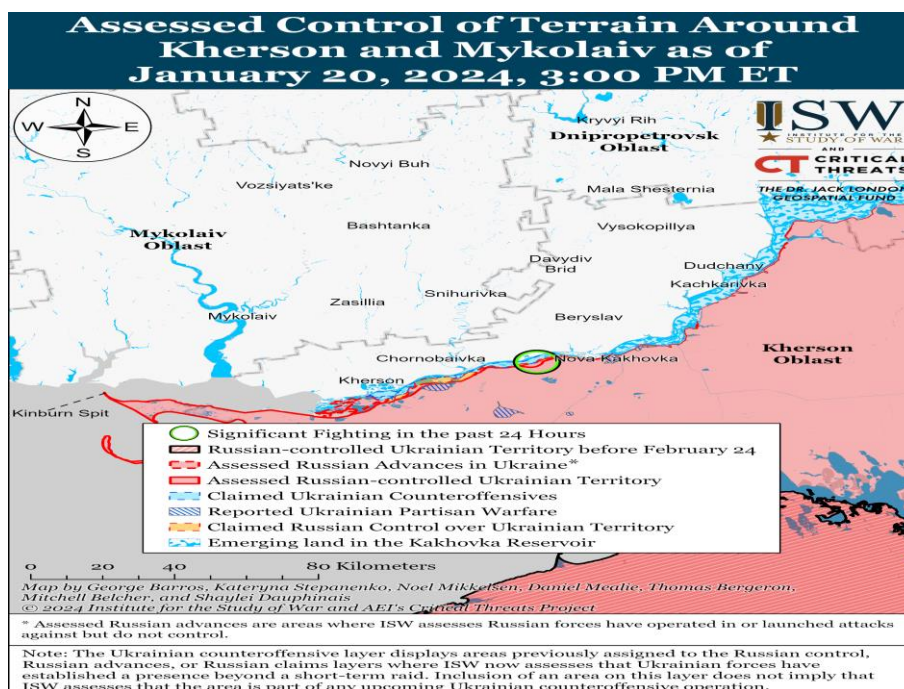 Assessed Control of Terrain Around
Kherson and Mykolaiv as of
January 20, 2024, 3:00 PM ET
N
W E
S
Kryvyi Rih
Dnipropetrovsk
Oblast
ISW
INSTITUTE FOR THE
STUDY OF WAR
AND
CT CRITICAL
THREATS
THE DR. JACK LONDON
GEOSPATIAL FUND
Novyi Buh
Vozsiyats'ke
Mala Shesternia
Bashtanka
Vysokopillya
Mykolaiv
Oblast
Davydiv
Brid
Dudchany
Kachkarivka
Snihurivka
Zasillia
Mykolaiv
Beryslav
Chornobaivka
Nova Kakhovka
Kherson
Oblast
Kherson
Kinburn Spit
Significant Fighting in the past 24 Hours
Russian-controlled Ukrainian Territory before February 24
Assessed Russian Advances in Ukraine*
Assessed Russian-controlled Ukrainian Territory
Claimed Ukrainian Counteroffensives
Reported Ukrainian Partisan Warfare
Claimed Russian Control over Ukrainian Territory
Emerging land in the Kakhovka Reservoir
0 20 40 80 Kilometers
Map by George Barros, Kateryna Stepanenko, Noel Mikkelsen, Daniel Mealie, Thomas Bergeron,
Mitchell Belcher, and Shaylei Dauphinais
© 2024 Institute for the Study of War and AEI's Critical Threats Project
* Assessed Russian advances are areas where ISW assesses Russian forces have operated in or launched attacks
against but do not control.
Note: The Ukrainian counteroffensive layer displays areas previously assigned to the Russian control,
Russian advances, or Russian claims layers where ISW now assesses that Ukrainian forces have
established a presence beyond a short-term raid. Inclusion of an area on this layer does not imply that
ISW assesses that the area is part of any upcoming Ukrainian counteroffensive operation.